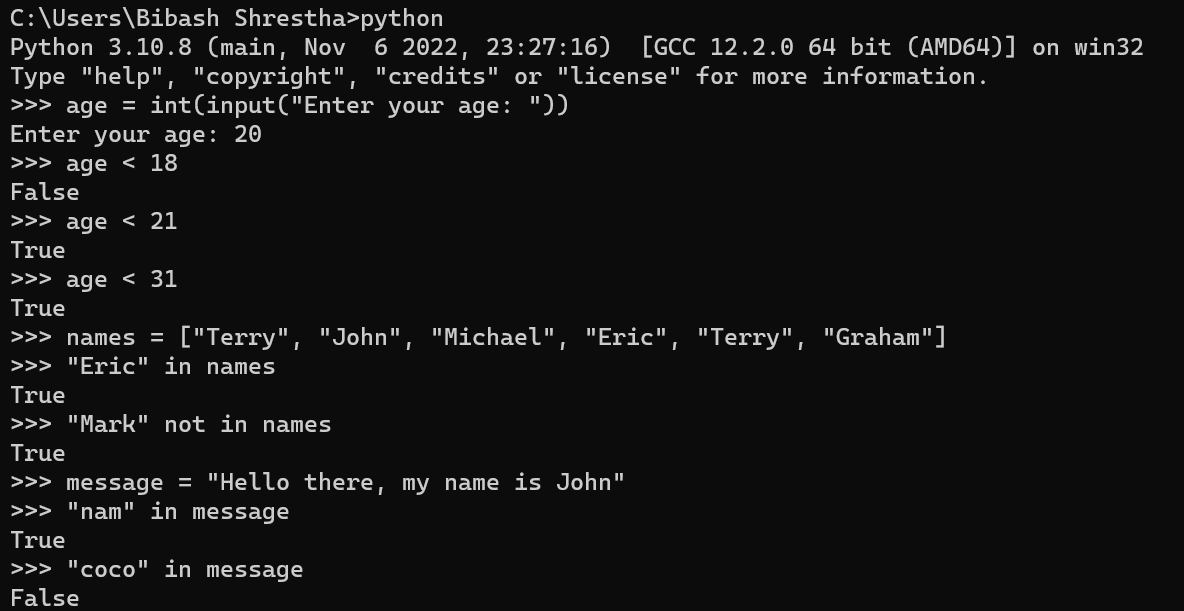 C:\Users\Bibash Shrestha>python
Python 3.10.8 (main, Nov  6 2022, 23:27:16)  [GCC 12.2.0 64 bit (AMD64)] on win32
Type "help", "copyright", "credits" or "license" for more information.
>>> age = int(input("Enter your age: "))
Enter your age: 20
>>> age < 18
False
>>> age < 21
True
>>> age < 31
True
>>> names = ["Terry", "John", "Michael", "Eric", "Terry", "Graham"]
>>> "Eric" in names
True
>>> "Mark" not in names
True
>>> message = "Hello there, my name is John"
>>> "nam" in message
True
>>> "coco" in message
False